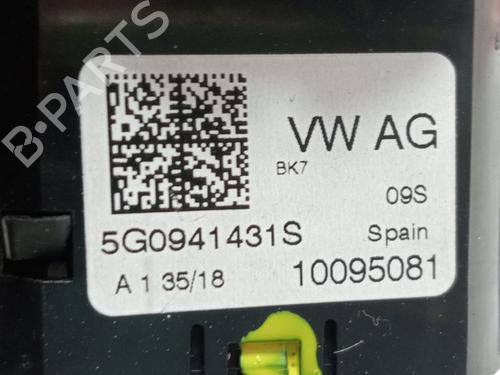 B-PARTS
VW AG
BK7
09S
5G0941431S Spain
A 1 35/18 10095081